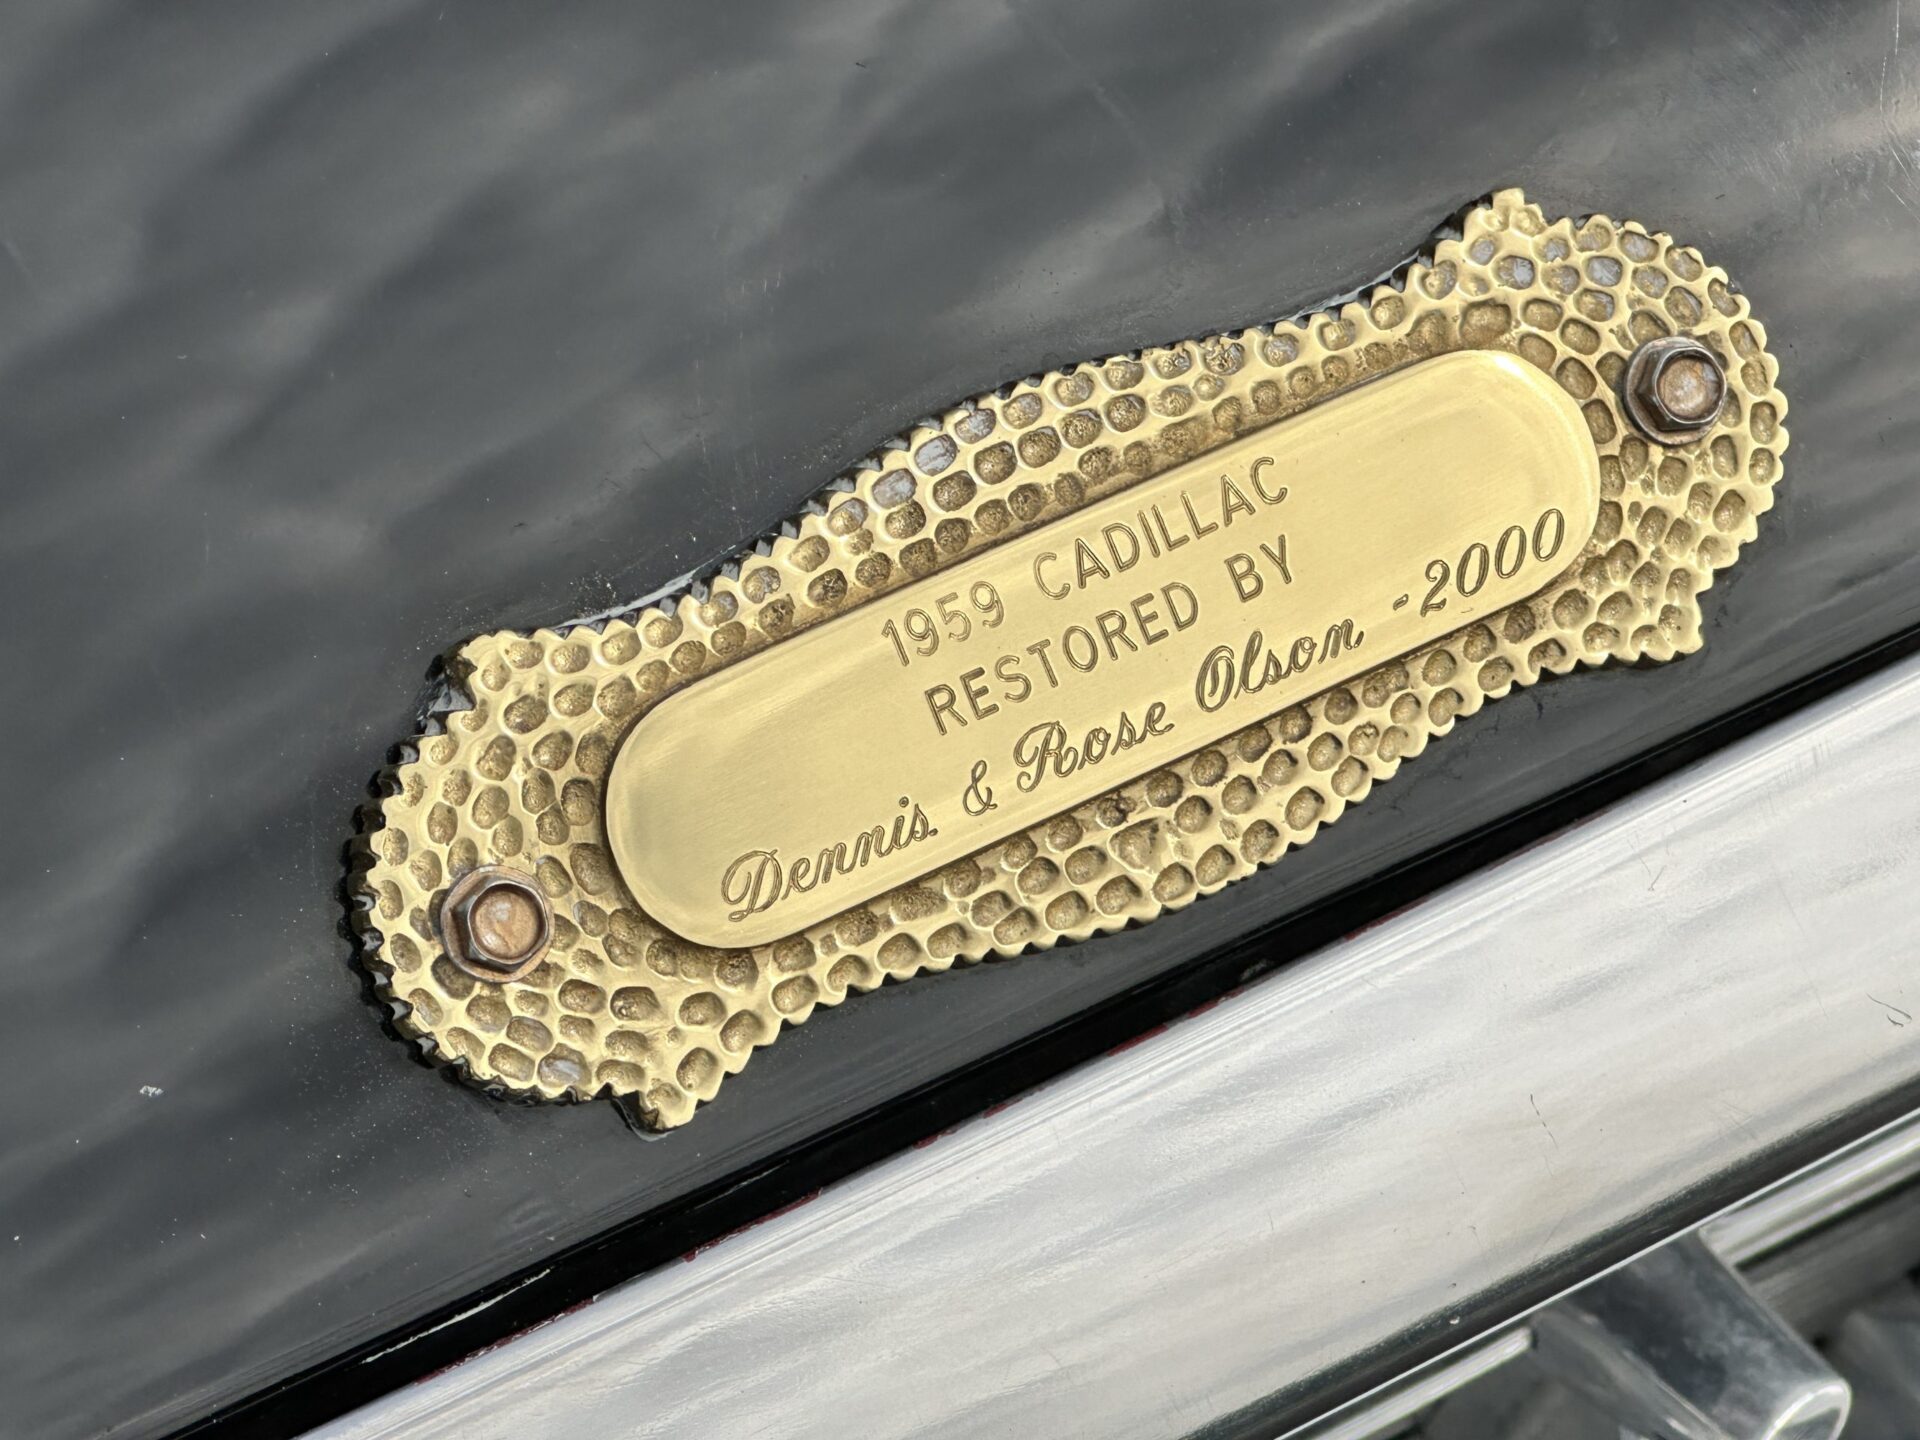 1959 CADILLAC
RESTORED BY
Dennis & Rose Olson - 2000